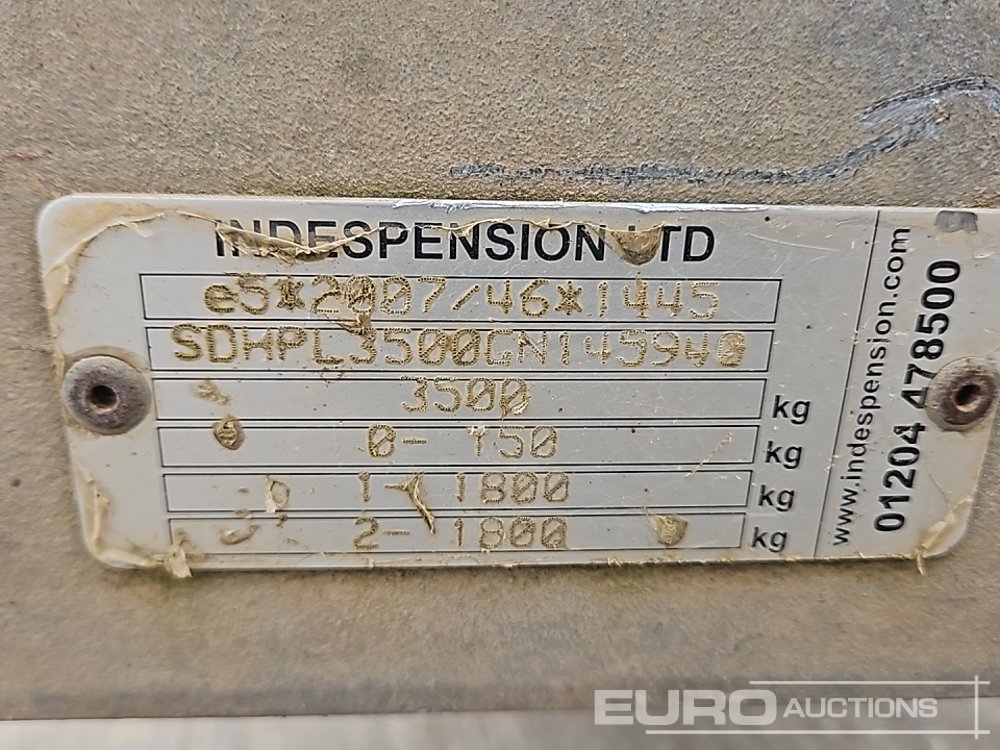 INDESPENSION LTD
e5*2007/46*1445
SDHPL3500GN145940
3500 kg
0- 150 kg
1- 1800 kg
2- 1800 kg
www.indespension.com
01204 478500
EURO AUCTIONS